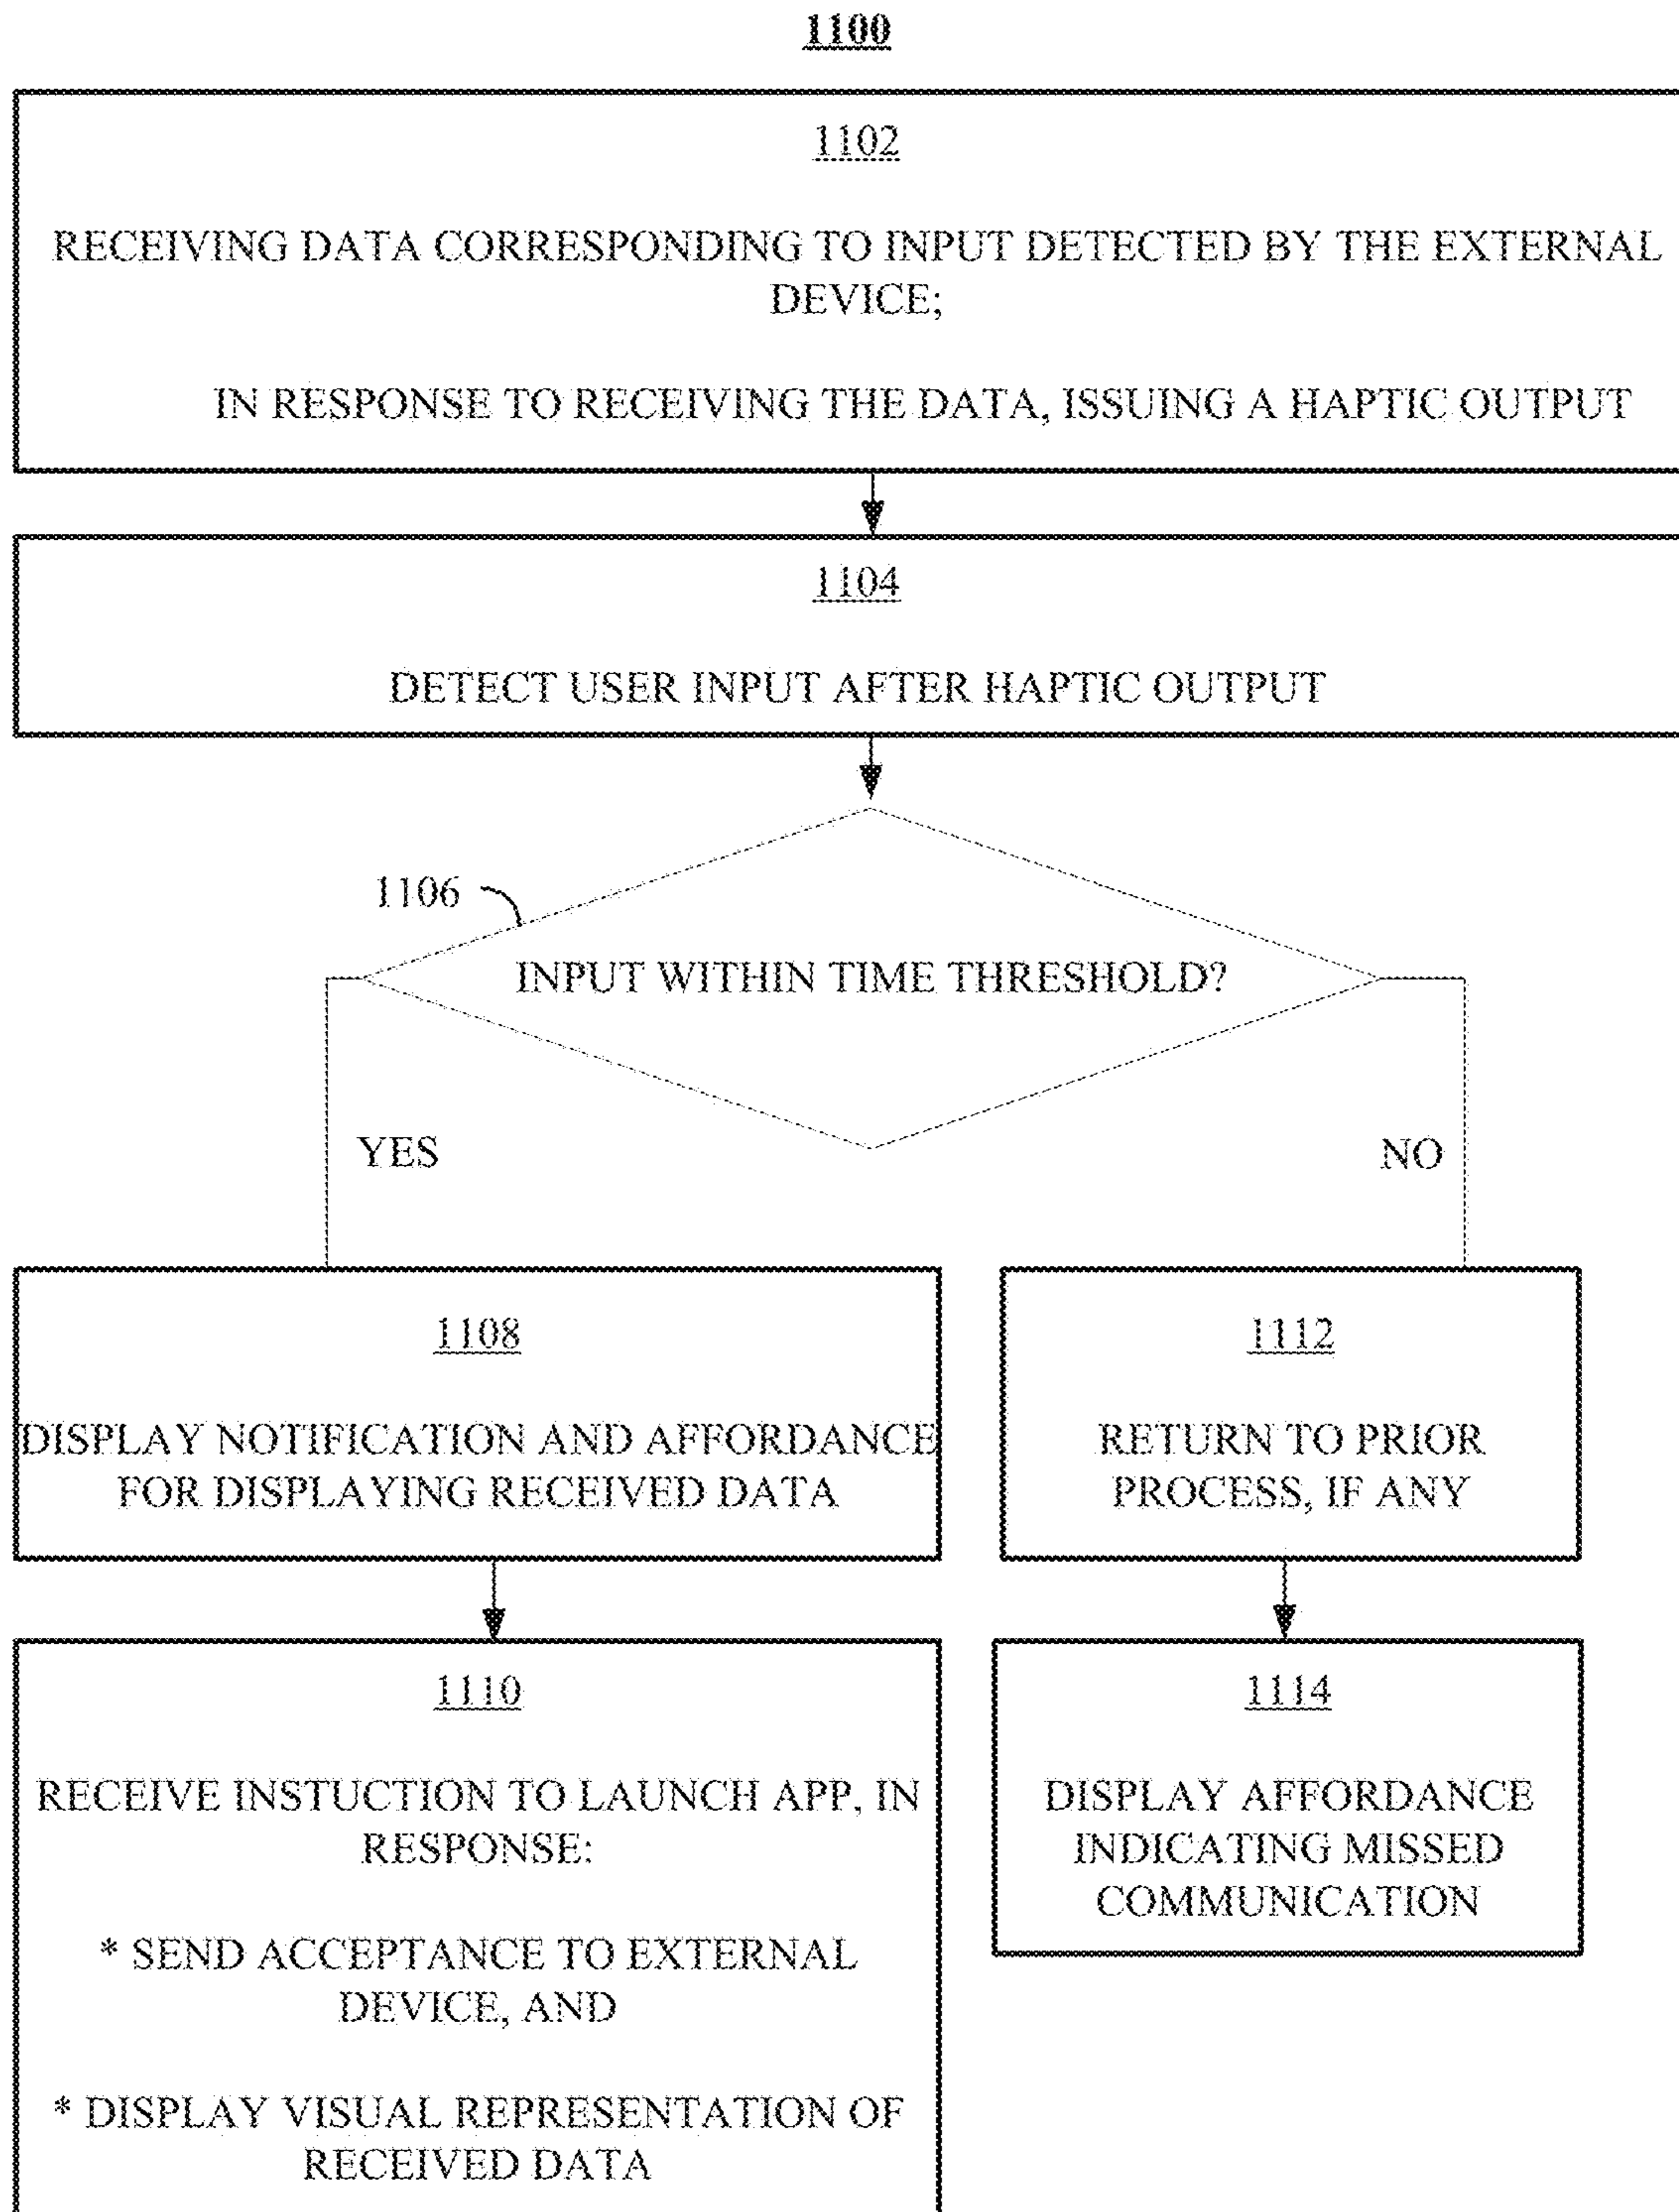 1100
1102
RECEIVING DATA CORRESPONDING TO INPUT DETECTED BY THE EXTERNAL
DEVICE;
IN RESPONSE TO RECEIVING THE DATA, ISSUING A HAPTIC OUTPUT
1104
DETECT USER INPUT AFTER HAPTIC OUTPUT
1106
INPUT WITHIN TIME THRESHOLD?
YES
NO
1108
DISPLAY NOTIFICATION AND AFFORDANCE
FOR DISPLAYING RECEIVED DATA
1112
RETURN TO PRIOR
PROCESS, IF ANY
1110
RECEIVE INSTUCTION TO LAUNCH APP, IN
RESPONSE:
* SEND ACCEPTANCE TO EXTERNAL
DEVICE, AND
* DISPLAY VISUAL REPRESENTATION OF
RECEIVED DATA
1114
DISPLAY AFFORDANCE
INDICATING MISSED
COMMUNICATION